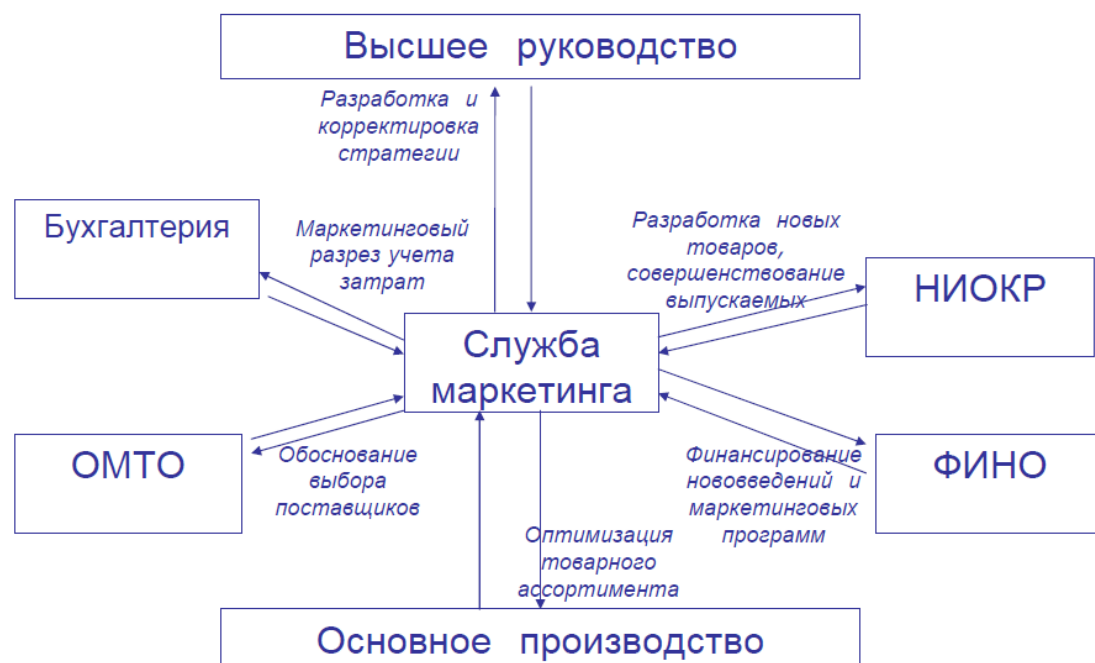 Высшее руководство
Разработка и
корректировка
стратегии
Бухгалтерия
Маркетинговый
разрез учета
затрат
Разработка новых
товаров,
совершенствование
выпускаемых
НИОКР
Служба
маркетинга
ОМТО
Обоснование
выбора
поставщиков
Финансирование
нововведений и
маркетинговых
программ
ФИНО
Оптимизация
товарного
ассортимента
Основное производство